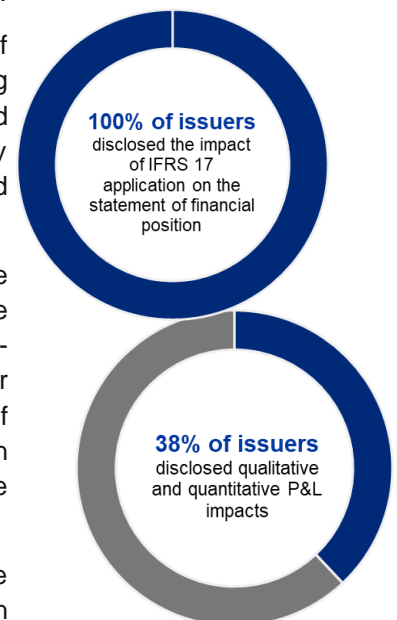 100% of issuers
disclosed the impact
of IFRS 17
application on the
statement of financial
position
38% of issuers
disclosed qualitative
and quantitative P&L
impacts